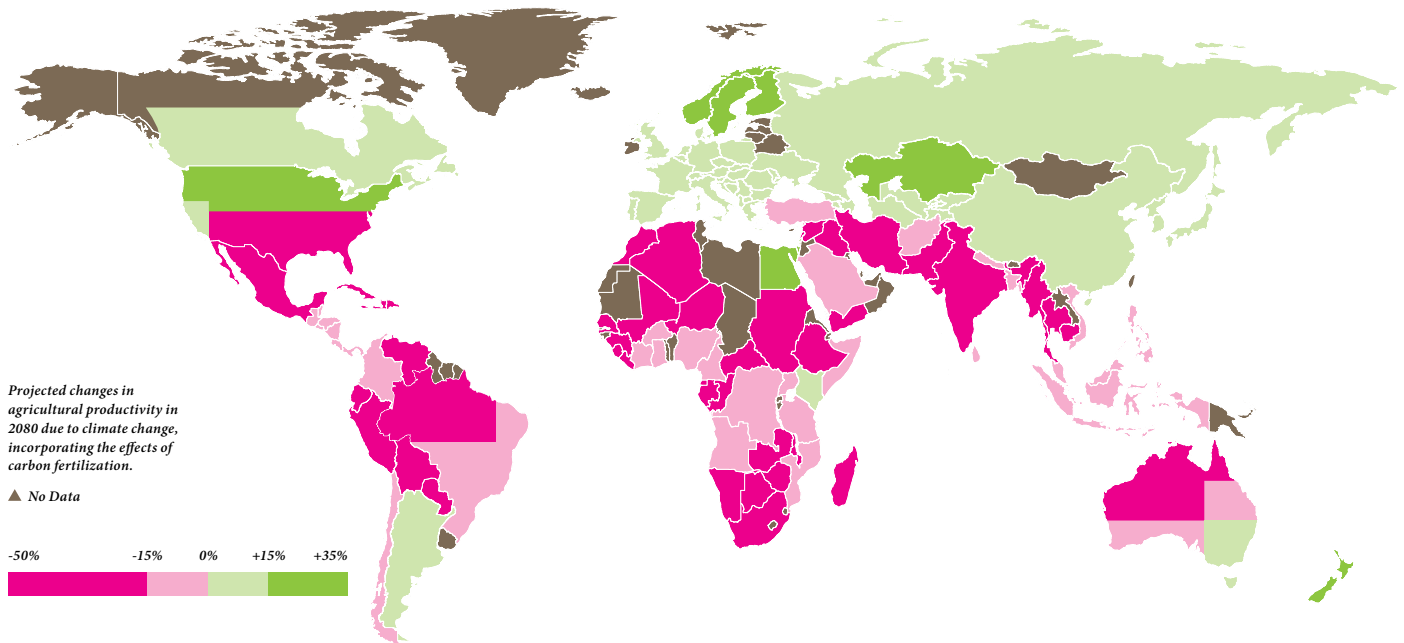 Projected changes in
agricultural productivity in
2080 due to climate change,
incorporating the effects of
carbon fertilization.
No Data
-50% -15% 0% +15% +35%